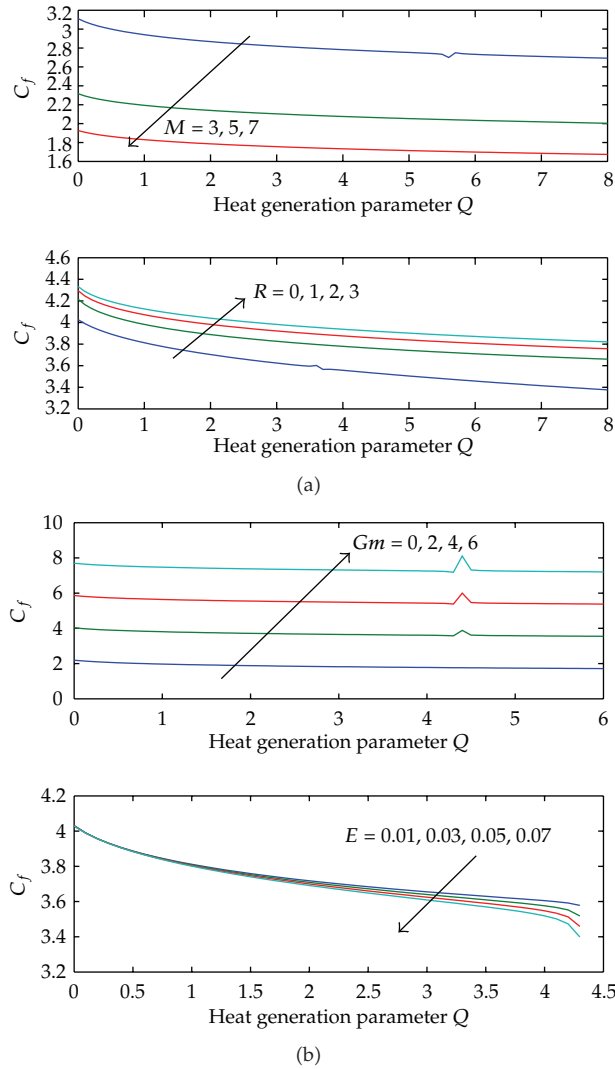 3.2
3
2.8
2.6
2.4
2.2
2
1.8
1.6
C_f
M = 3, 5, 7
0 1 2 3 4 5 6 7 8
Heat generation parameter Q
4.6
4.4
4.2
4
3.8
3.6
3.4
3.2
C_f
R = 0, 1, 2, 3
0 1 2 3 4 5 6 7 8
Heat generation parameter Q
(a)
10
8
6
4
2
0
C_f
Gm = 0, 2, 4, 6
0 1 2 3 4 5 6
Heat generation parameter Q
4.2
4
3.8
3.6
3.4
3.2
C_f
E = 0.01, 0.03, 0.05, 0.07
0 0.5 1 1.5 2 2.5 3 3.5 4 4.5
Heat generation parameter Q
(b)